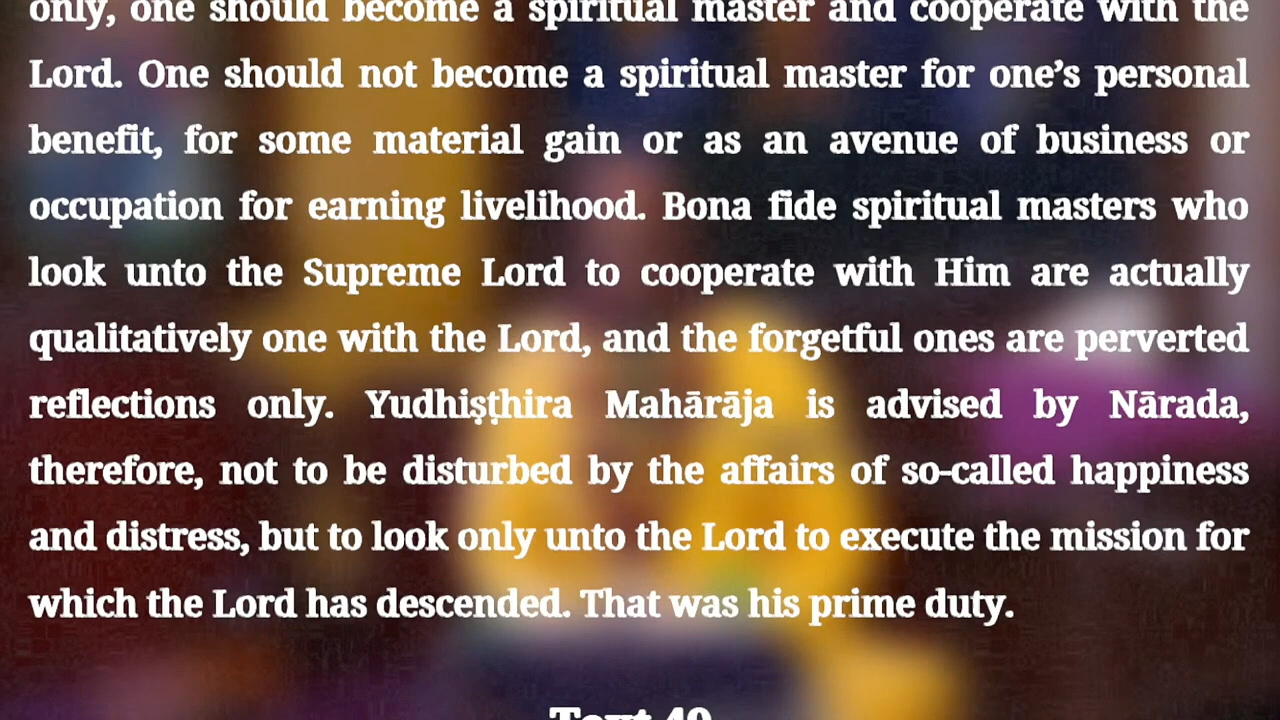 only, one should become a spiritual master and cooperate with the
Lord. One should not become a spiritual master for one’s personal
benefit, for some material gain or as an avenue of business or
occupation for earning livelihood. Bona fide spiritual masters who
look unto the Supreme Lord to cooperate with Him are actually
qualitatively one with the Lord, and the forgetful ones are perverted
reflections only. Yudhiṣṭhira Mahārāja is advised by Nārada,
therefore, not to be disturbed by the affairs of so-called happiness
and distress, but to look only unto the Lord to execute the mission for
which the Lord has descended. That was his prime duty.
Text 49